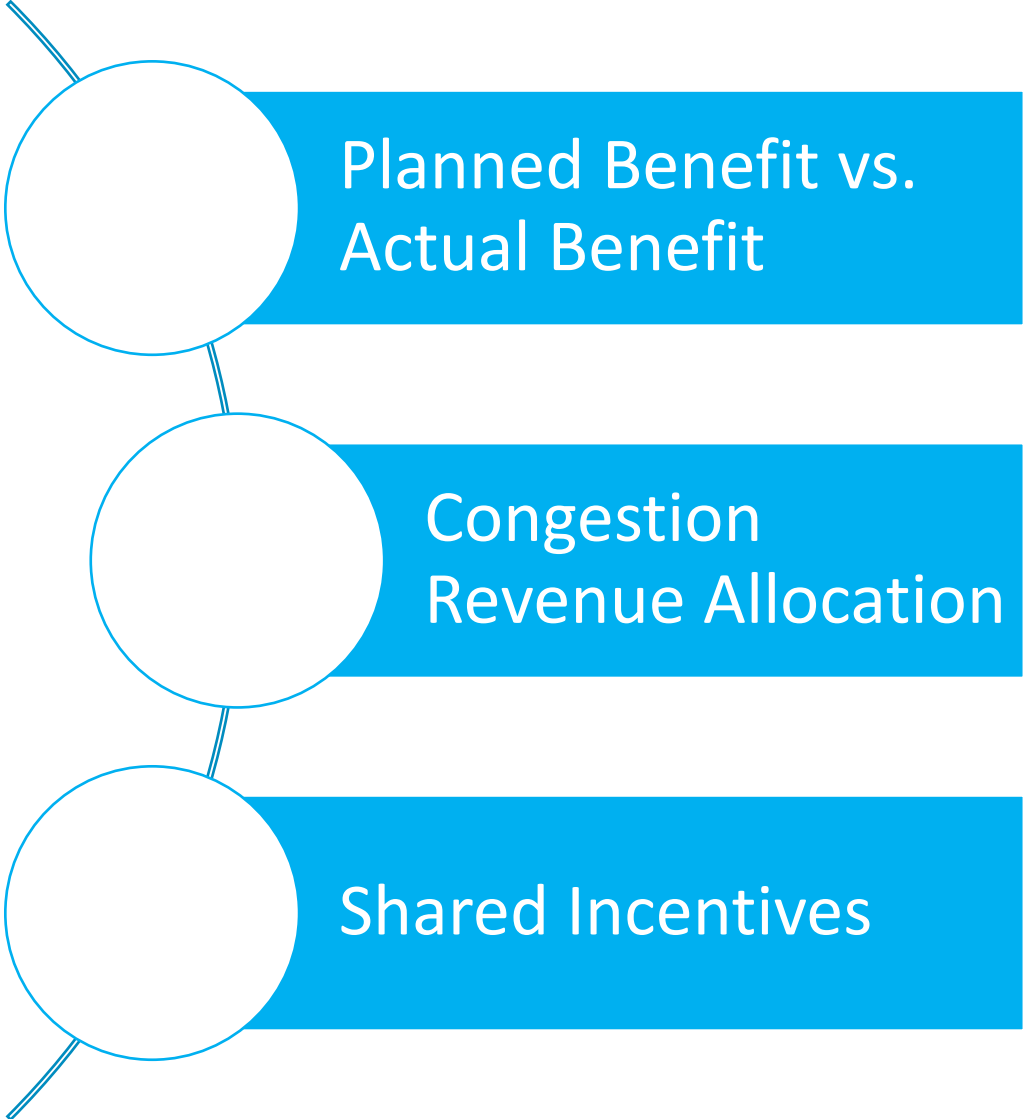 Planned Benefit vs.
Actual Benefit
Congestion
Revenue Allocation
Shared Incentives